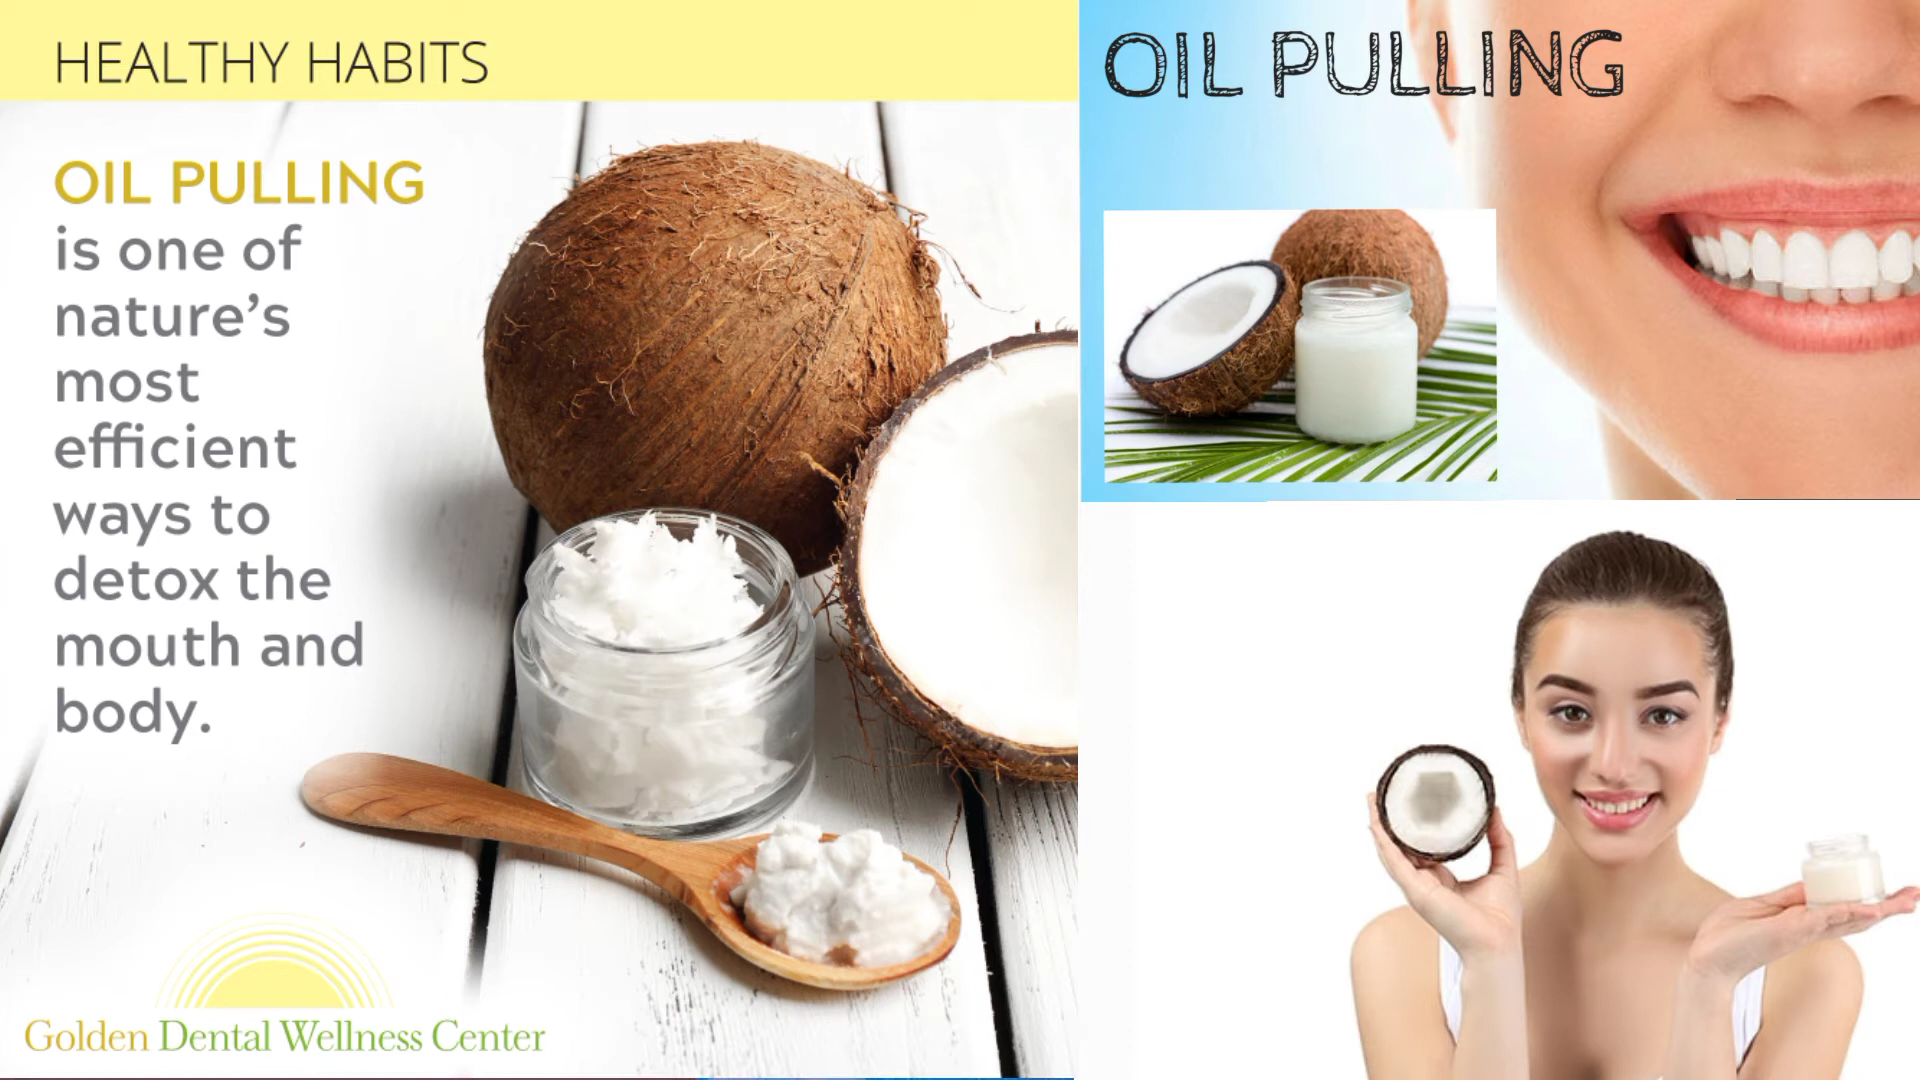 HEALTHY HABITS
OIL PULLING
is one of
nature's
most
efficient
ways to
detox the
mouth and
body.
Golden Dental Wellness Center
OIL PULLING